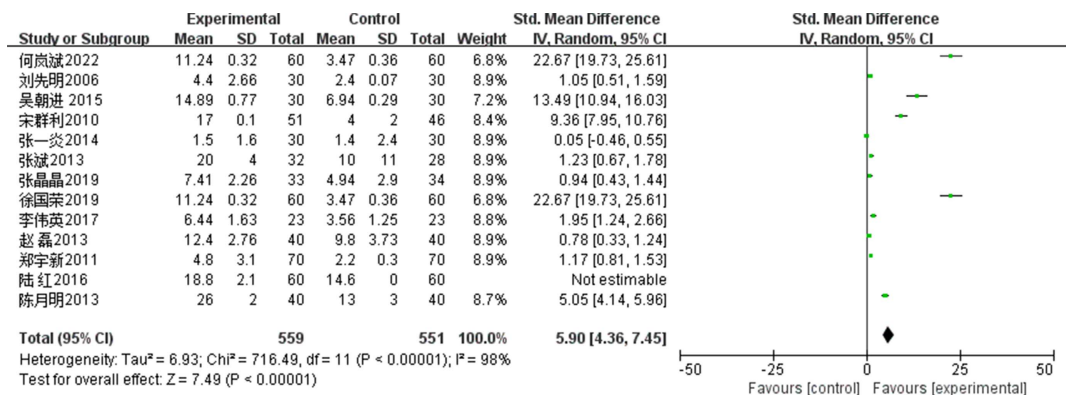 Experimental Control Std. Mean Difference Std. Mean Difference
Study or Subgroup Mean SD Total Mean SD Total Weight IV, Random, 95% CI IV, Random, 95% CI
何岚斌2022 11.24 0.32 60 3.47 0.36 60 6.8% 22.67 [19.73, 25.61]
刘先明2006 4.4 2.66 30 2.4 0.07 30 8.9% 1.05 [0.51, 1.59]
吴朝进 2015 14.89 0.77 30 6.94 0.29 30 7.2% 13.49 [10.94, 16.03]
宋群利2010 17 0.1 51 4 2 46 8.4% 9.36 [7.95, 10.76]
张一炎2014 1.5 1.6 30 1.4 2.4 30 8.9% 0.05 [-0.46, 0.55]
张斌2013 20 4 32 10 11 28 8.9% 1.23 [0.67, 1.78]
张晶晶2019 7.41 2.26 33 4.94 2.9 34 8.9% 0.94 [0.43, 1.44]
徐国荣2019 11.24 0.32 60 3.47 0.36 60 6.8% 22.67 [19.73, 25.61]
李伟英2017 6.44 1.63 23 3.56 1.25 23 8.8% 1.95 [1.24, 2.66]
赵 磊2013 12.4 2.76 40 9.8 3.73 40 8.9% 0.78 [0.33, 1.24]
郑宇新2011 4.8 3.1 70 2.2 0.3 70 8.9% 1.17 [0.81, 1.53]
陆 红2016 18.8 2.1 60 14.6 0 60 Not estimable
陈月明2013 26 2 40 13 3 40 8.7% 5.05 [4.14, 5.96]
Total (95% CI) 559 551 100.0% 5.90 [4.36, 7.45]
Heterogeneity: Tau² = 6.93; Chi² = 716.49, df = 11 (P < 0.00001); I² = 98%
Test for overall effect: Z = 7.49 (P < 0.00001)
-50 -25 0 25 50
Favours [control] Favours [experimental]